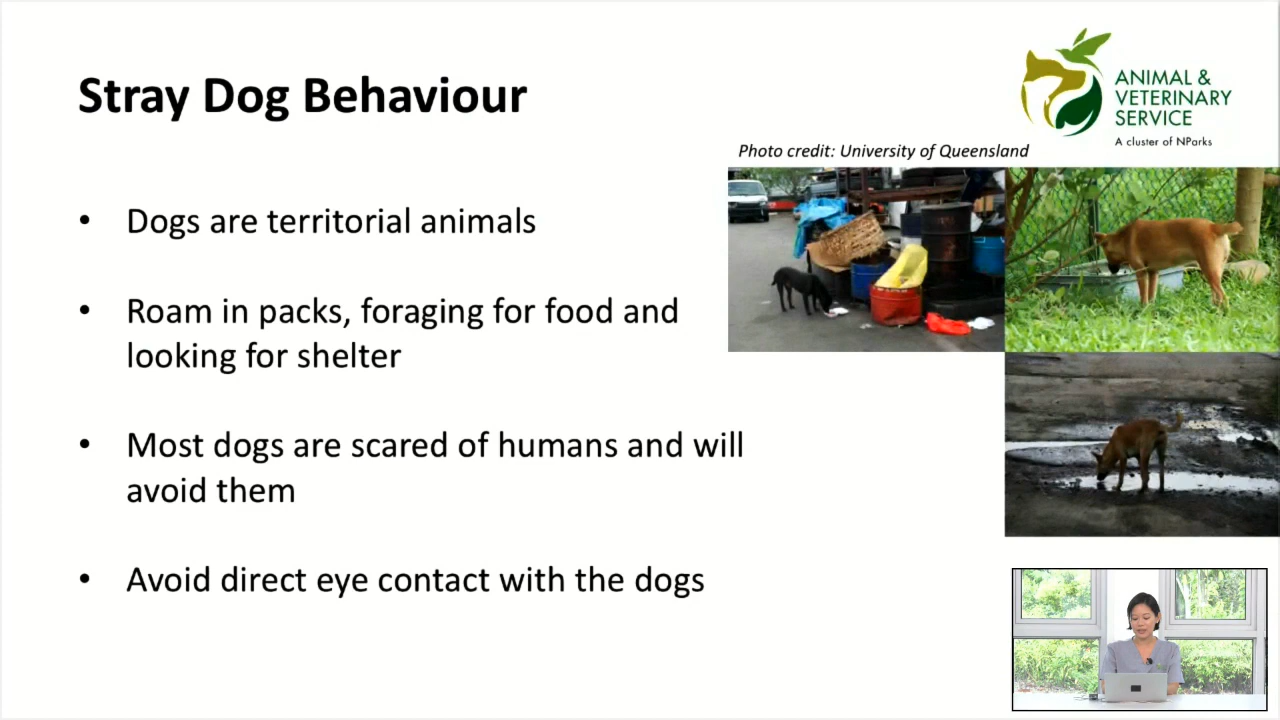 Stray Dog Behaviour
ANIMAL &
VETERINARY
SERVICE
A cluster of NParks
Photo credit: University of Queensland
• Dogs are territorial animals
• Roam in packs, foraging for food and
looking for shelter
• Most dogs are scared of humans and will
avoid them
• Avoid direct eye contact with the dogs